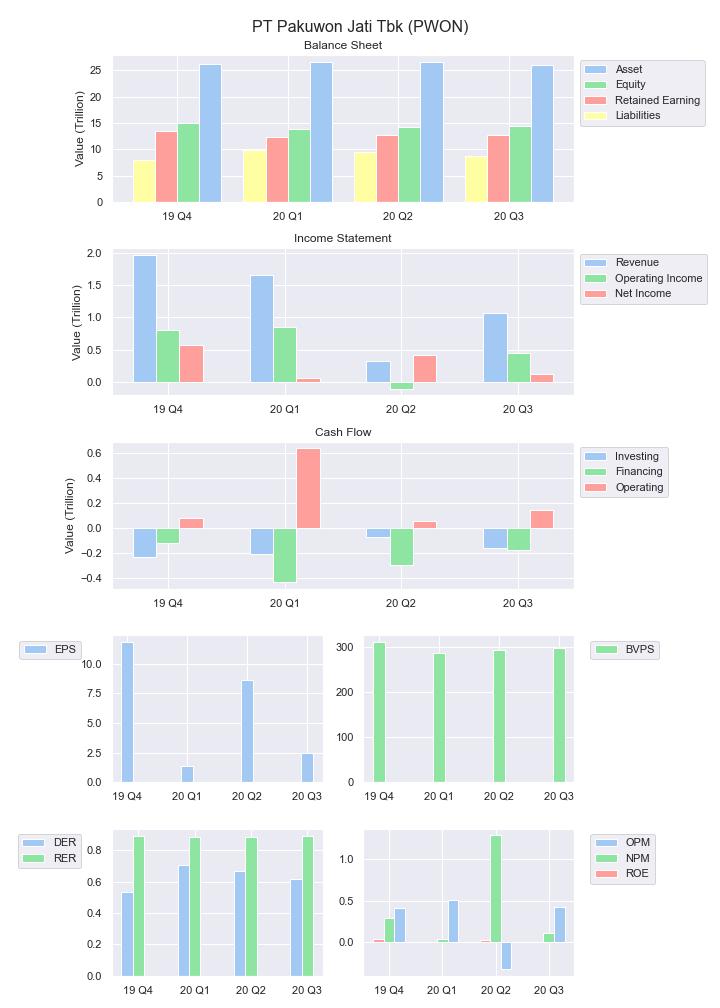 PT Pakuwon Jati Tbk (PWON)
Balance Sheet
Value (Trillion)
25
20
15
10
5
0
19 Q4 20 Q1 20 Q2 20 Q3
Asset
Equity
Retained Earning
Liabilities
Income Statement
Value (Trillion)
2.0
1.5
1.0
0.5
0.0
19 Q4 20 Q1 20 Q2 20 Q3
Revenue
Operating Income
Net Income
Cash Flow
Value (Trillion)
0.6
0.4
0.2
0.0
−0.2
−0.4
19 Q4 20 Q1 20 Q2 20 Q3
Investing
Financing
Operating
EPS
10.0
7.5
5.0
2.5
0.0
19 Q4 20 Q1 20 Q2 20 Q3
300
200
100
0
19 Q4 20 Q1 20 Q2 20 Q3
BVPS
DER
RER
0.8
0.6
0.4
0.2
0.0
19 Q4 20 Q1 20 Q2 20 Q3
1.0
0.5
0.0
19 Q4 20 Q1 20 Q2 20 Q3
OPM
NPM
ROE